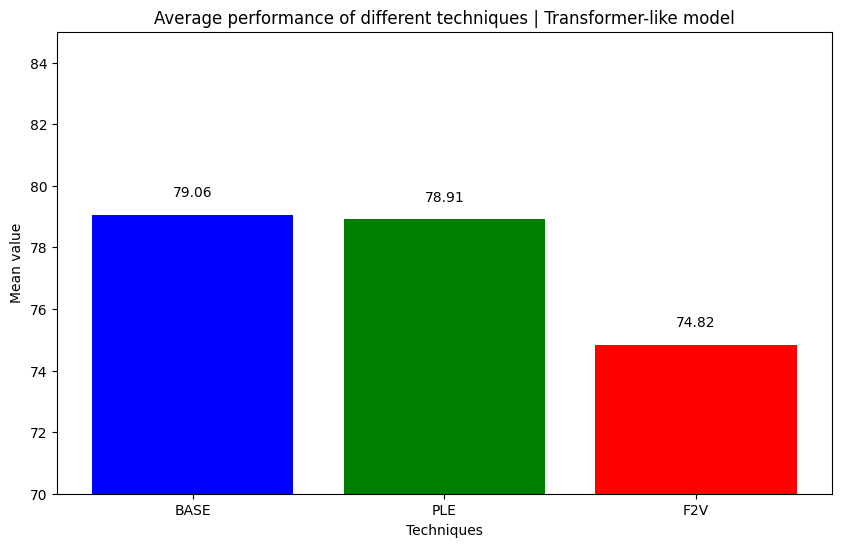 Average performance of different techniques | Transformer-like model
Mean value
84
82
80
78
76
74
72
70
79.06
78.91
74.82
BASE
PLE
F2V
Techniques